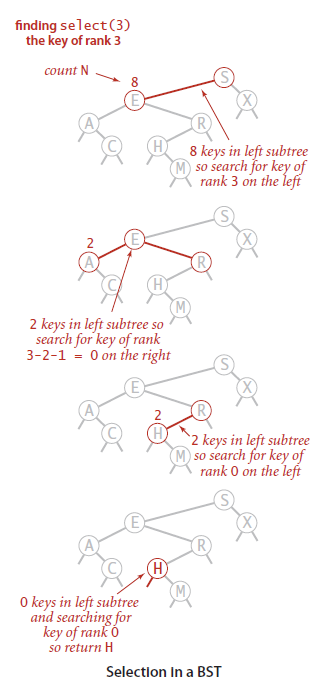 finding select(3)
the key of rank 3
count N
8
S
E
X
A
R
C
H
M
8 keys in left subtree
so search for key of
rank 3 on the left
S
2
E
X
A
R
C
H
M
2 keys in left subtree so
search for key of rank
3-2-1 = 0 on the right
S
E
X
A
2
R
C
H
M
2 keys in left subtree
so search for key of
rank 0 on the left
S
E
X
A
R
C
H
M
0 keys in left subtree
and searching for
key of rank 0
so return H
Selection in a BST